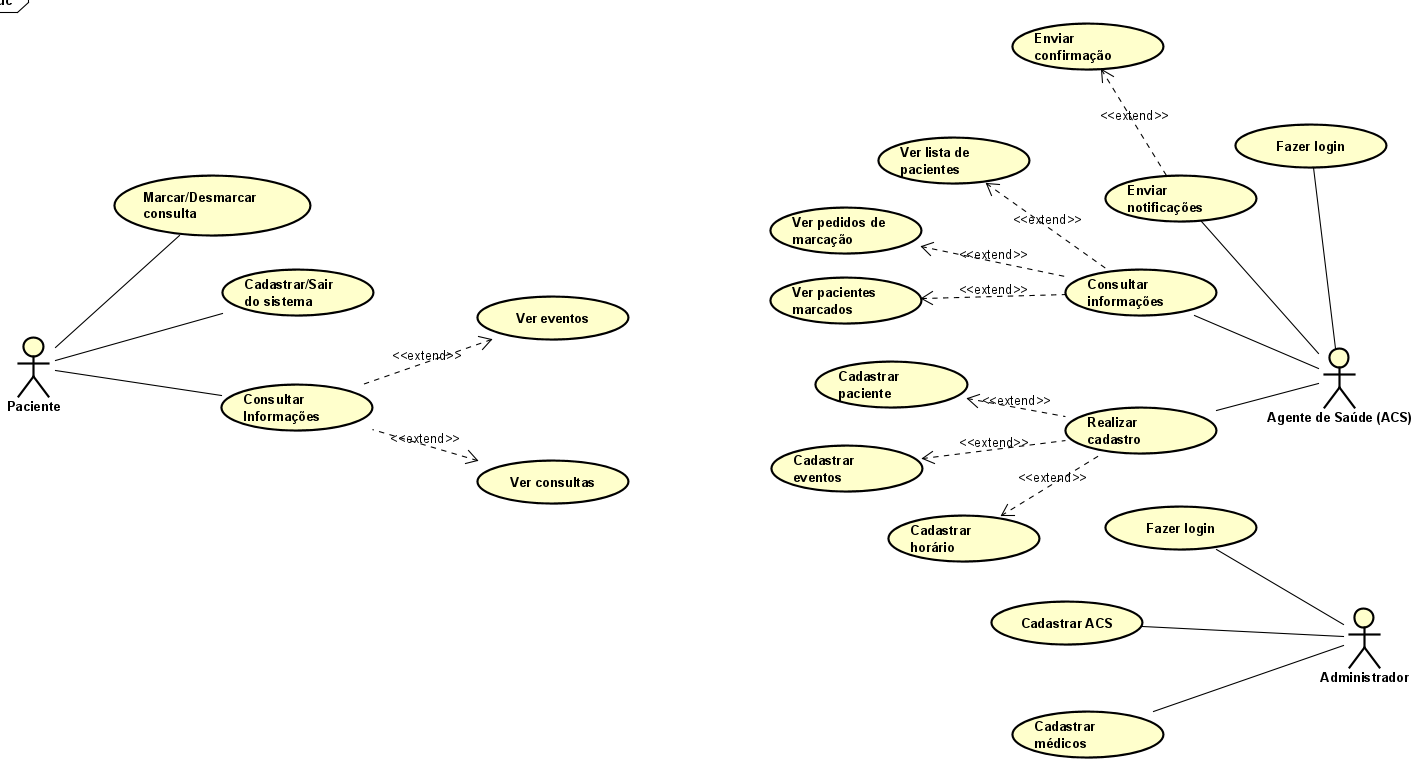 Enviar
confirmação
<<extend>>
Ver lista de
pacientes
Fazer login
Marcar/Desmarcar
consulta
Enviar
notificações
Ver pedidos de
marcação
<<extend>>
<<extend>>
Cadastrar/Sair
do sistema
Ver pacientes
marcados
<<extend>>
Consultar
informações
Ver eventos
<<extend>>
Paciente
Consultar
Informações
<<extend>>
Ver consultas
Cadastrar
paciente
<<extend>>
Agente de Saúde (ACS)
Realizar
cadastro
<<extend>>
Cadastrar
eventos
<<extend>>
Cadastrar
horário
Fazer login
Cadastrar ACS
Administrador
Cadastrar
médicos